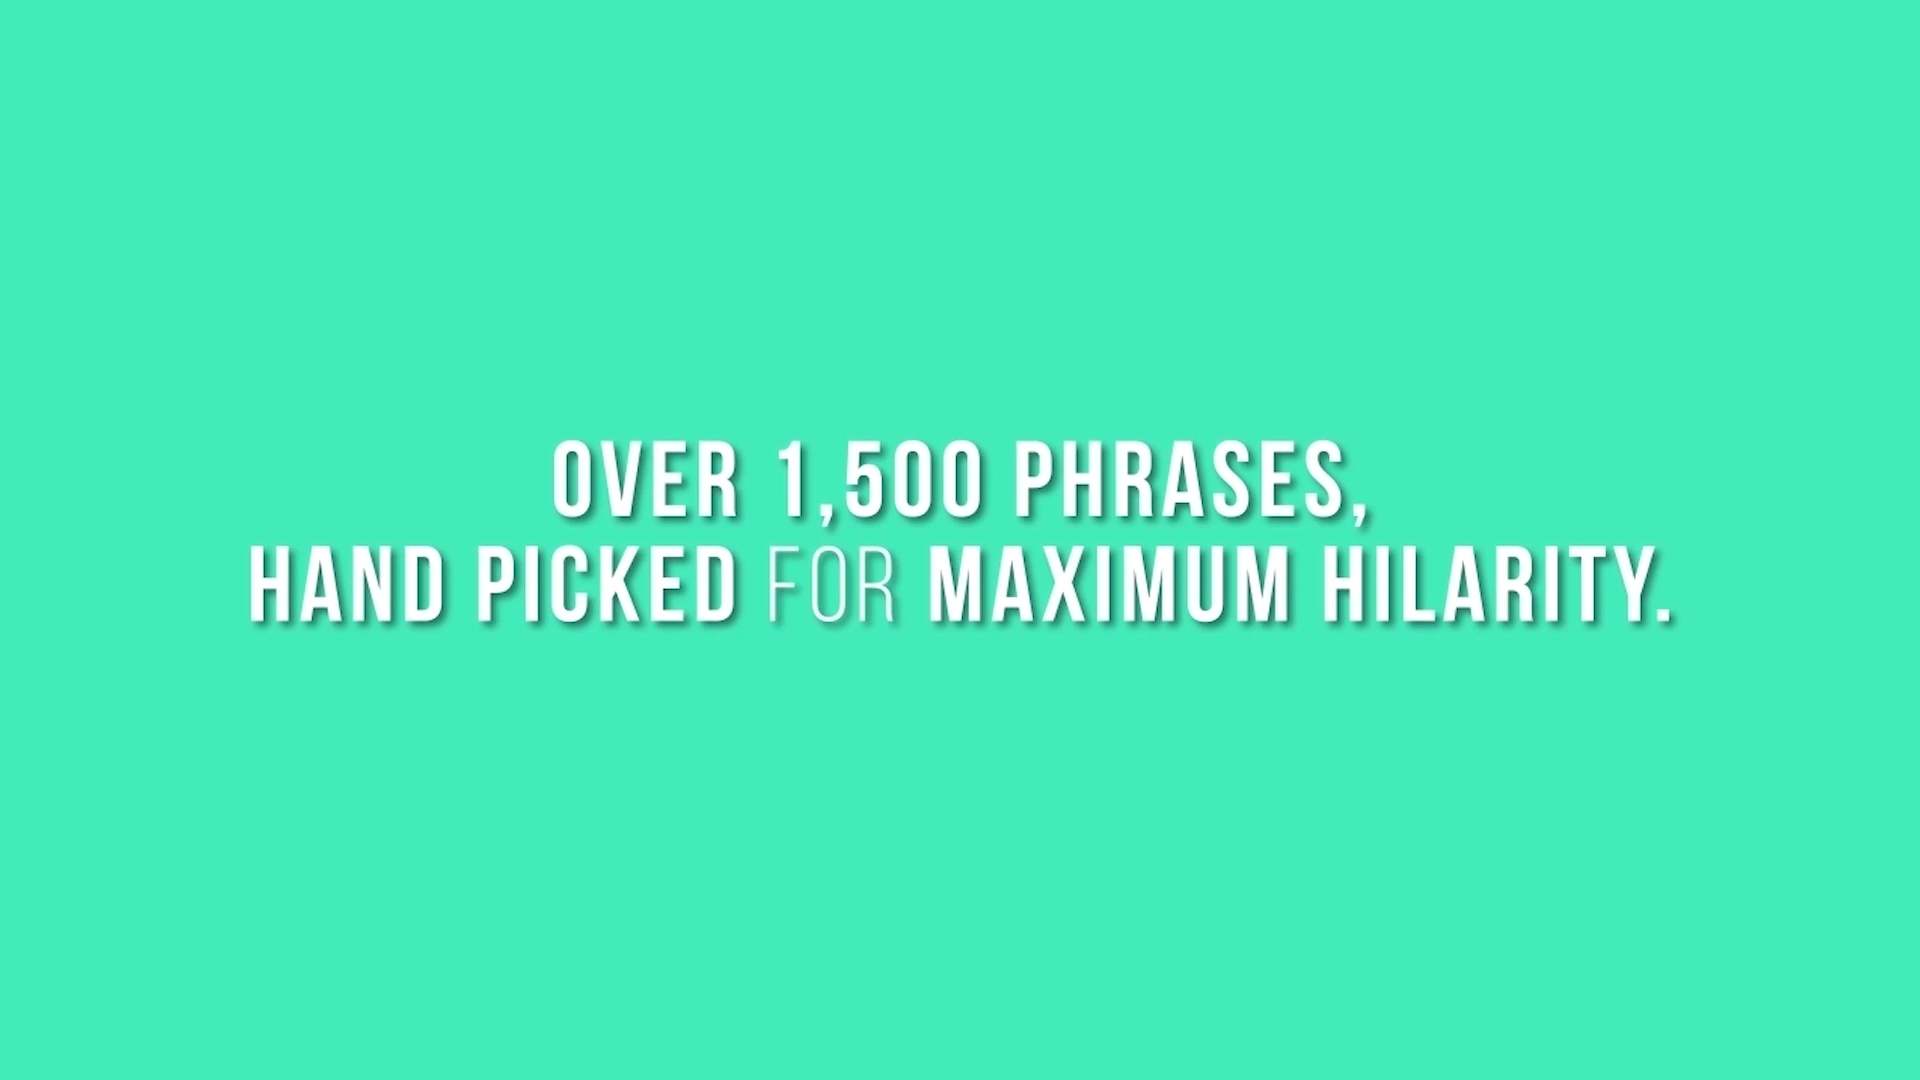 OVER 1,500 PHRASES,
HAND PICKED FOR MAXIMUM HILARITY.